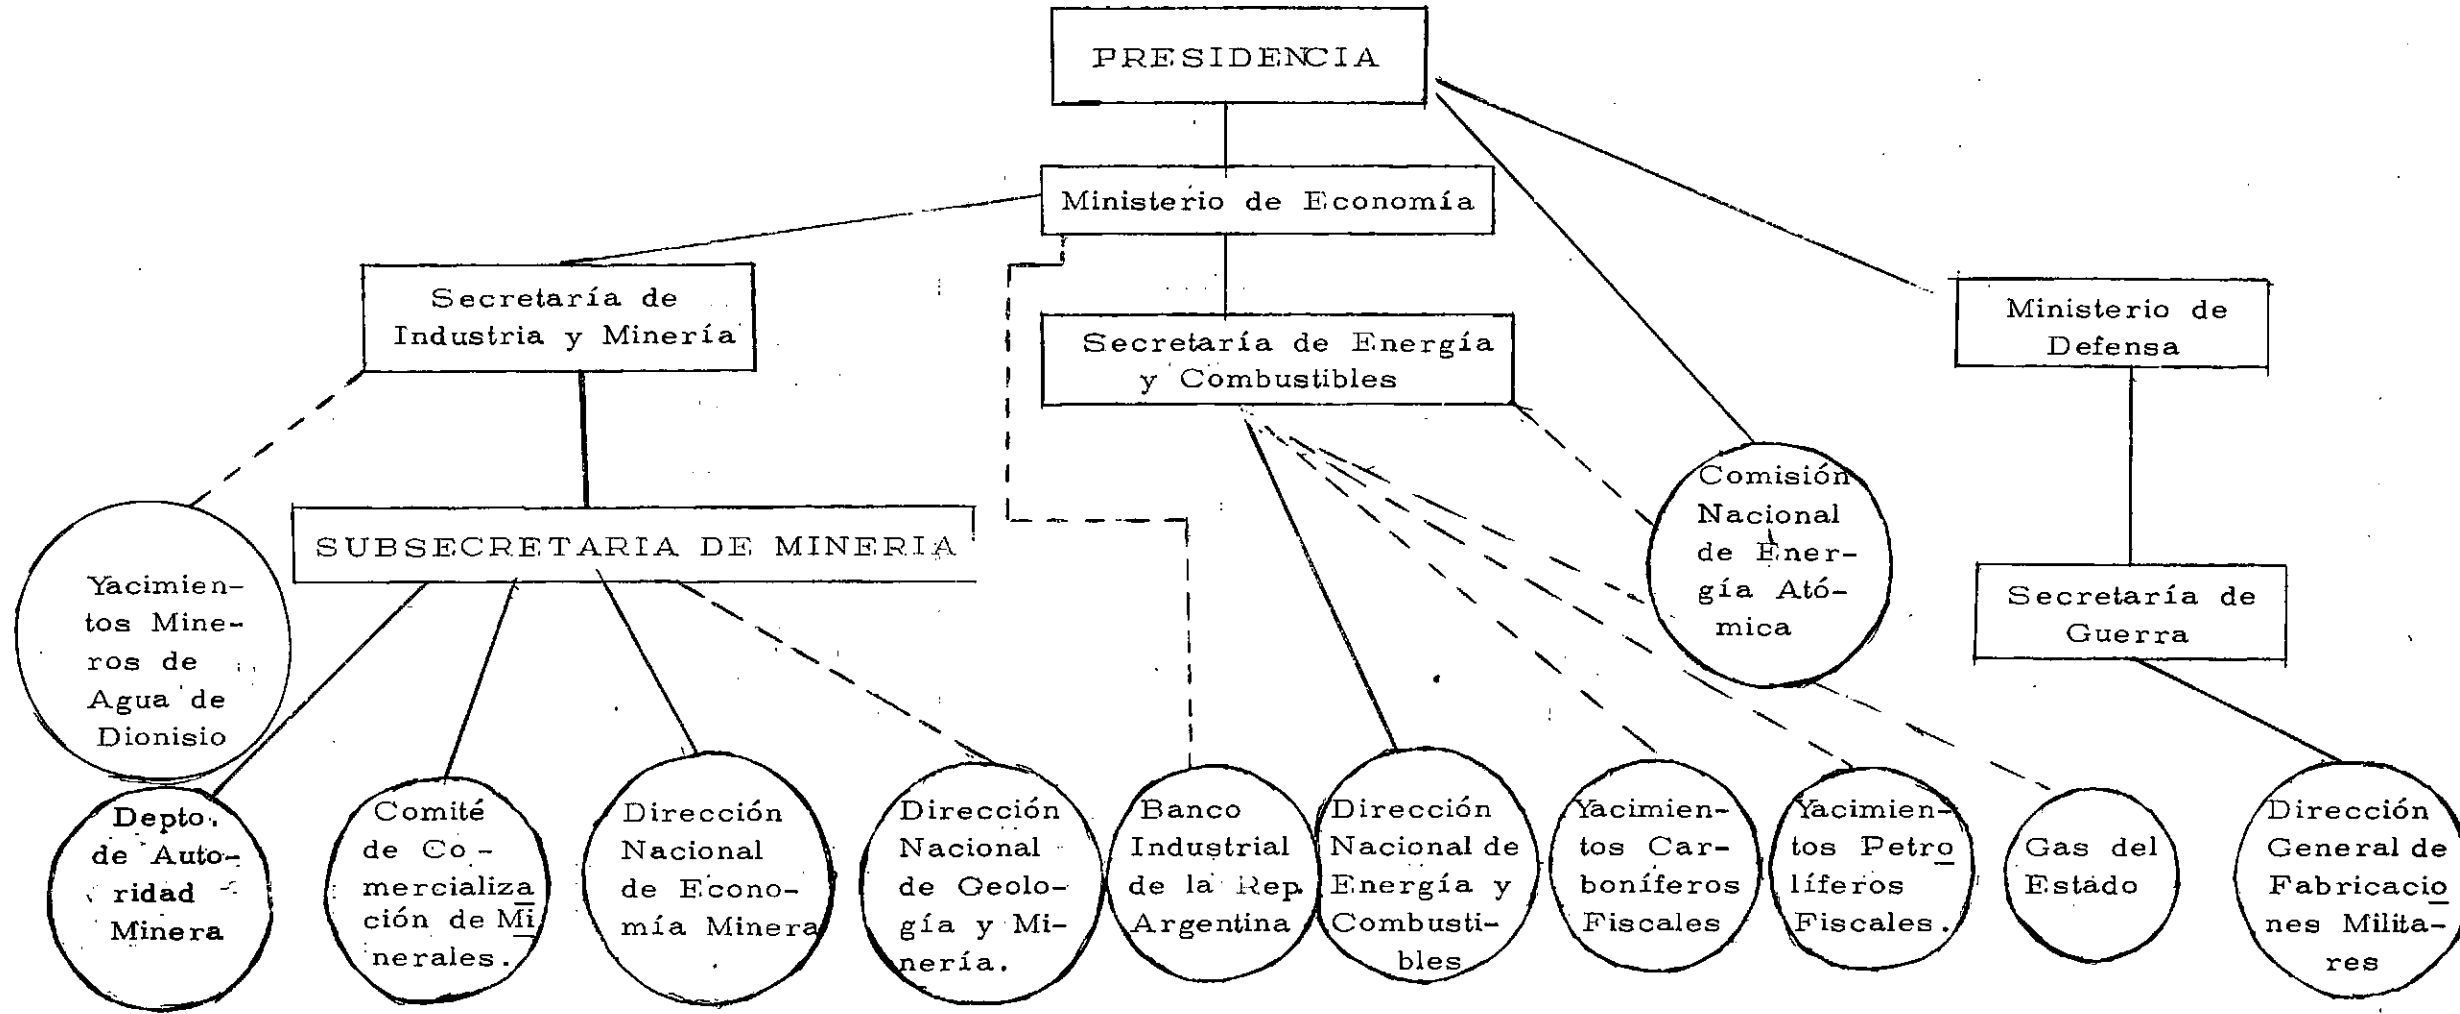 PRESIDENCIA
Ministerio de Economía
Secretaría de
Industria y Minería
Secretaría de Energía
y Combustibles
Ministerio de
Defensa
Comisión
Nacional
de Ener-
gía Ató-
mica
SUBSECRETARIA DE MINERIA
Secretaría de
Guerra
Yacimien-
tos Mine-
ros de
Agua de
Dionisio
Depto.
de Auto-
ridad
Minera
Comité
de Co-
mercializa
ción de Mi
nerales.
Dirección
Nacional
de Econo-
mía Minera
Dirección
Nacional
de Geolo-
gía y Mi-
nería.
Banco
Industrial
de la Rep.
Argentina
Dirección
Nacional de
Energía y
Combusti-
bles
Yacimien-
tos Car-
boníferos
Fiscales
Yacimien-
tos Petro
líferos
Fiscales.
Gas del
Estado
Dirección
General de
Fabricacio
nes Milita-
res